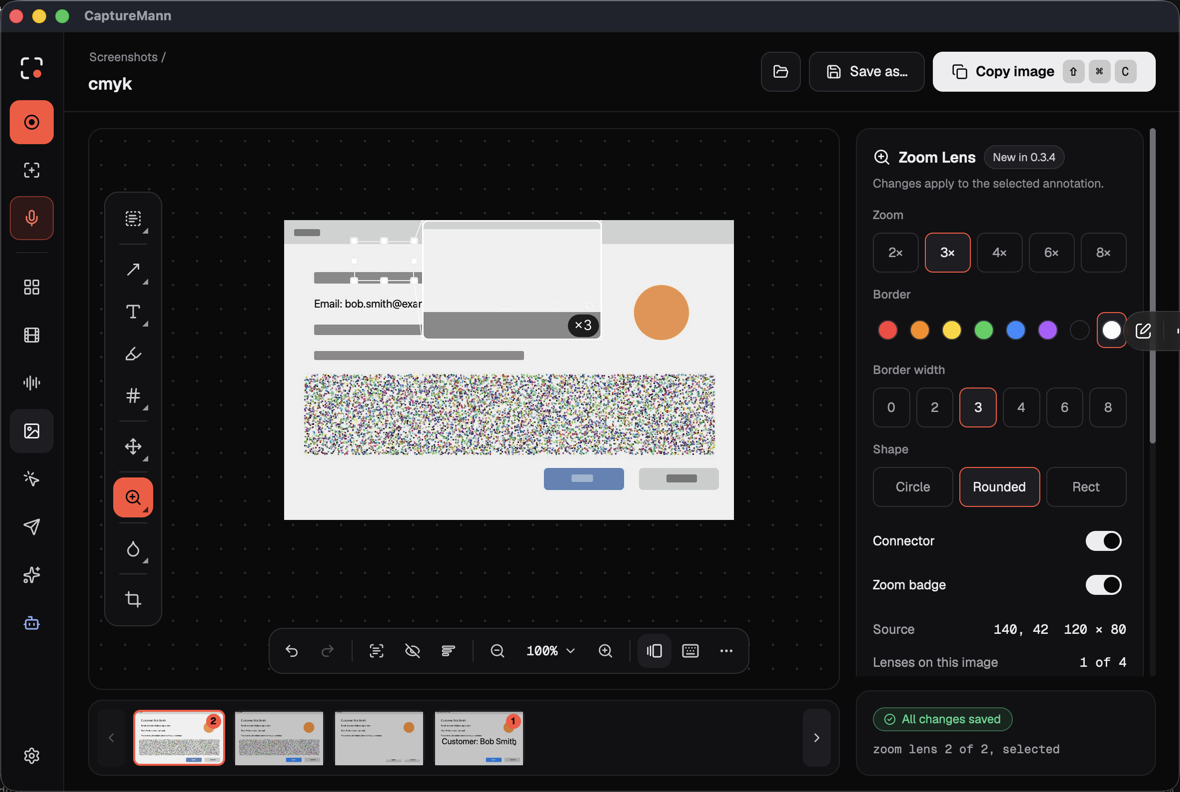 CaptureMann
Screenshots /
cmyk
Save as...
Copy image ⇧ ⌘ C
Email: bob.smith@exar
×3
100%
2
1
Customer: Bob Smith
Zoom Lens New in 0.3.4
Changes apply to the selected annotation.
Zoom
2× 3× 4× 6× 8×
Border
Border width
0 2 3 4 6 8
Shape
Circle Rounded Rect
Connector
Zoom badge
Source 140, 42 120 × 80
Lenses on this image 1 of 4
All changes saved
zoom lens 2 of 2, selected